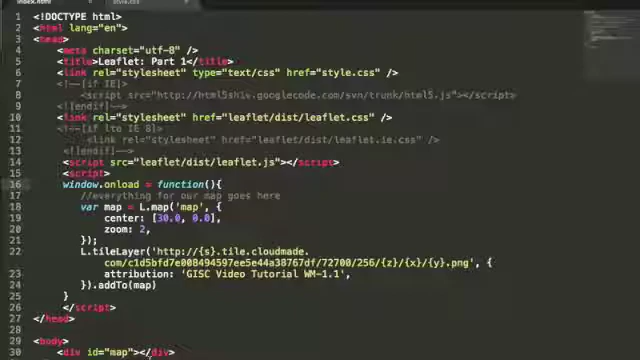 index.html
style.css
1 <!DOCTYPE html>
2 <html lang="en">
3 <head>
4 <meta charset="utf-8" />
5 <title>Leaflet: Part 1</title>
6 <link rel="stylesheet" type="text/css" href="style.css" />
7 <!--[if IE]>
8 <script src="http://html5shiv.googlecode.com/svn/trunk/html5.js"></script>
9 <![endif]-->
10 <link rel="stylesheet" href="leaflet/dist/leaflet.css" />
11 <!--[if lte IE 8]>
12 <link rel="stylesheet" href="leaflet/dist/leaflet.ie.css" />
13 <![endif]-->
14 <script src="leaflet/dist/leaflet.js"></script>
15 <script>
16 window.onload = function(){
17 //everything for our map goes here
18 var map = L.map('map', {
19 center: [30.0, 0.0],
20 zoom: 2,
21 });
22 L.tileLayer('http://{s}.tile.cloudmade.
com/c1d5bfd7e008494597ee5e44a38767df/72700/256/{z}/{x}/{y}.png', {
23 attribution: 'GISC Video Tutorial WM-1.1',
24 }).addTo(map)
25 }
26 </script>
27 </head>
28
29 <body>
30 <div id="map"></div>